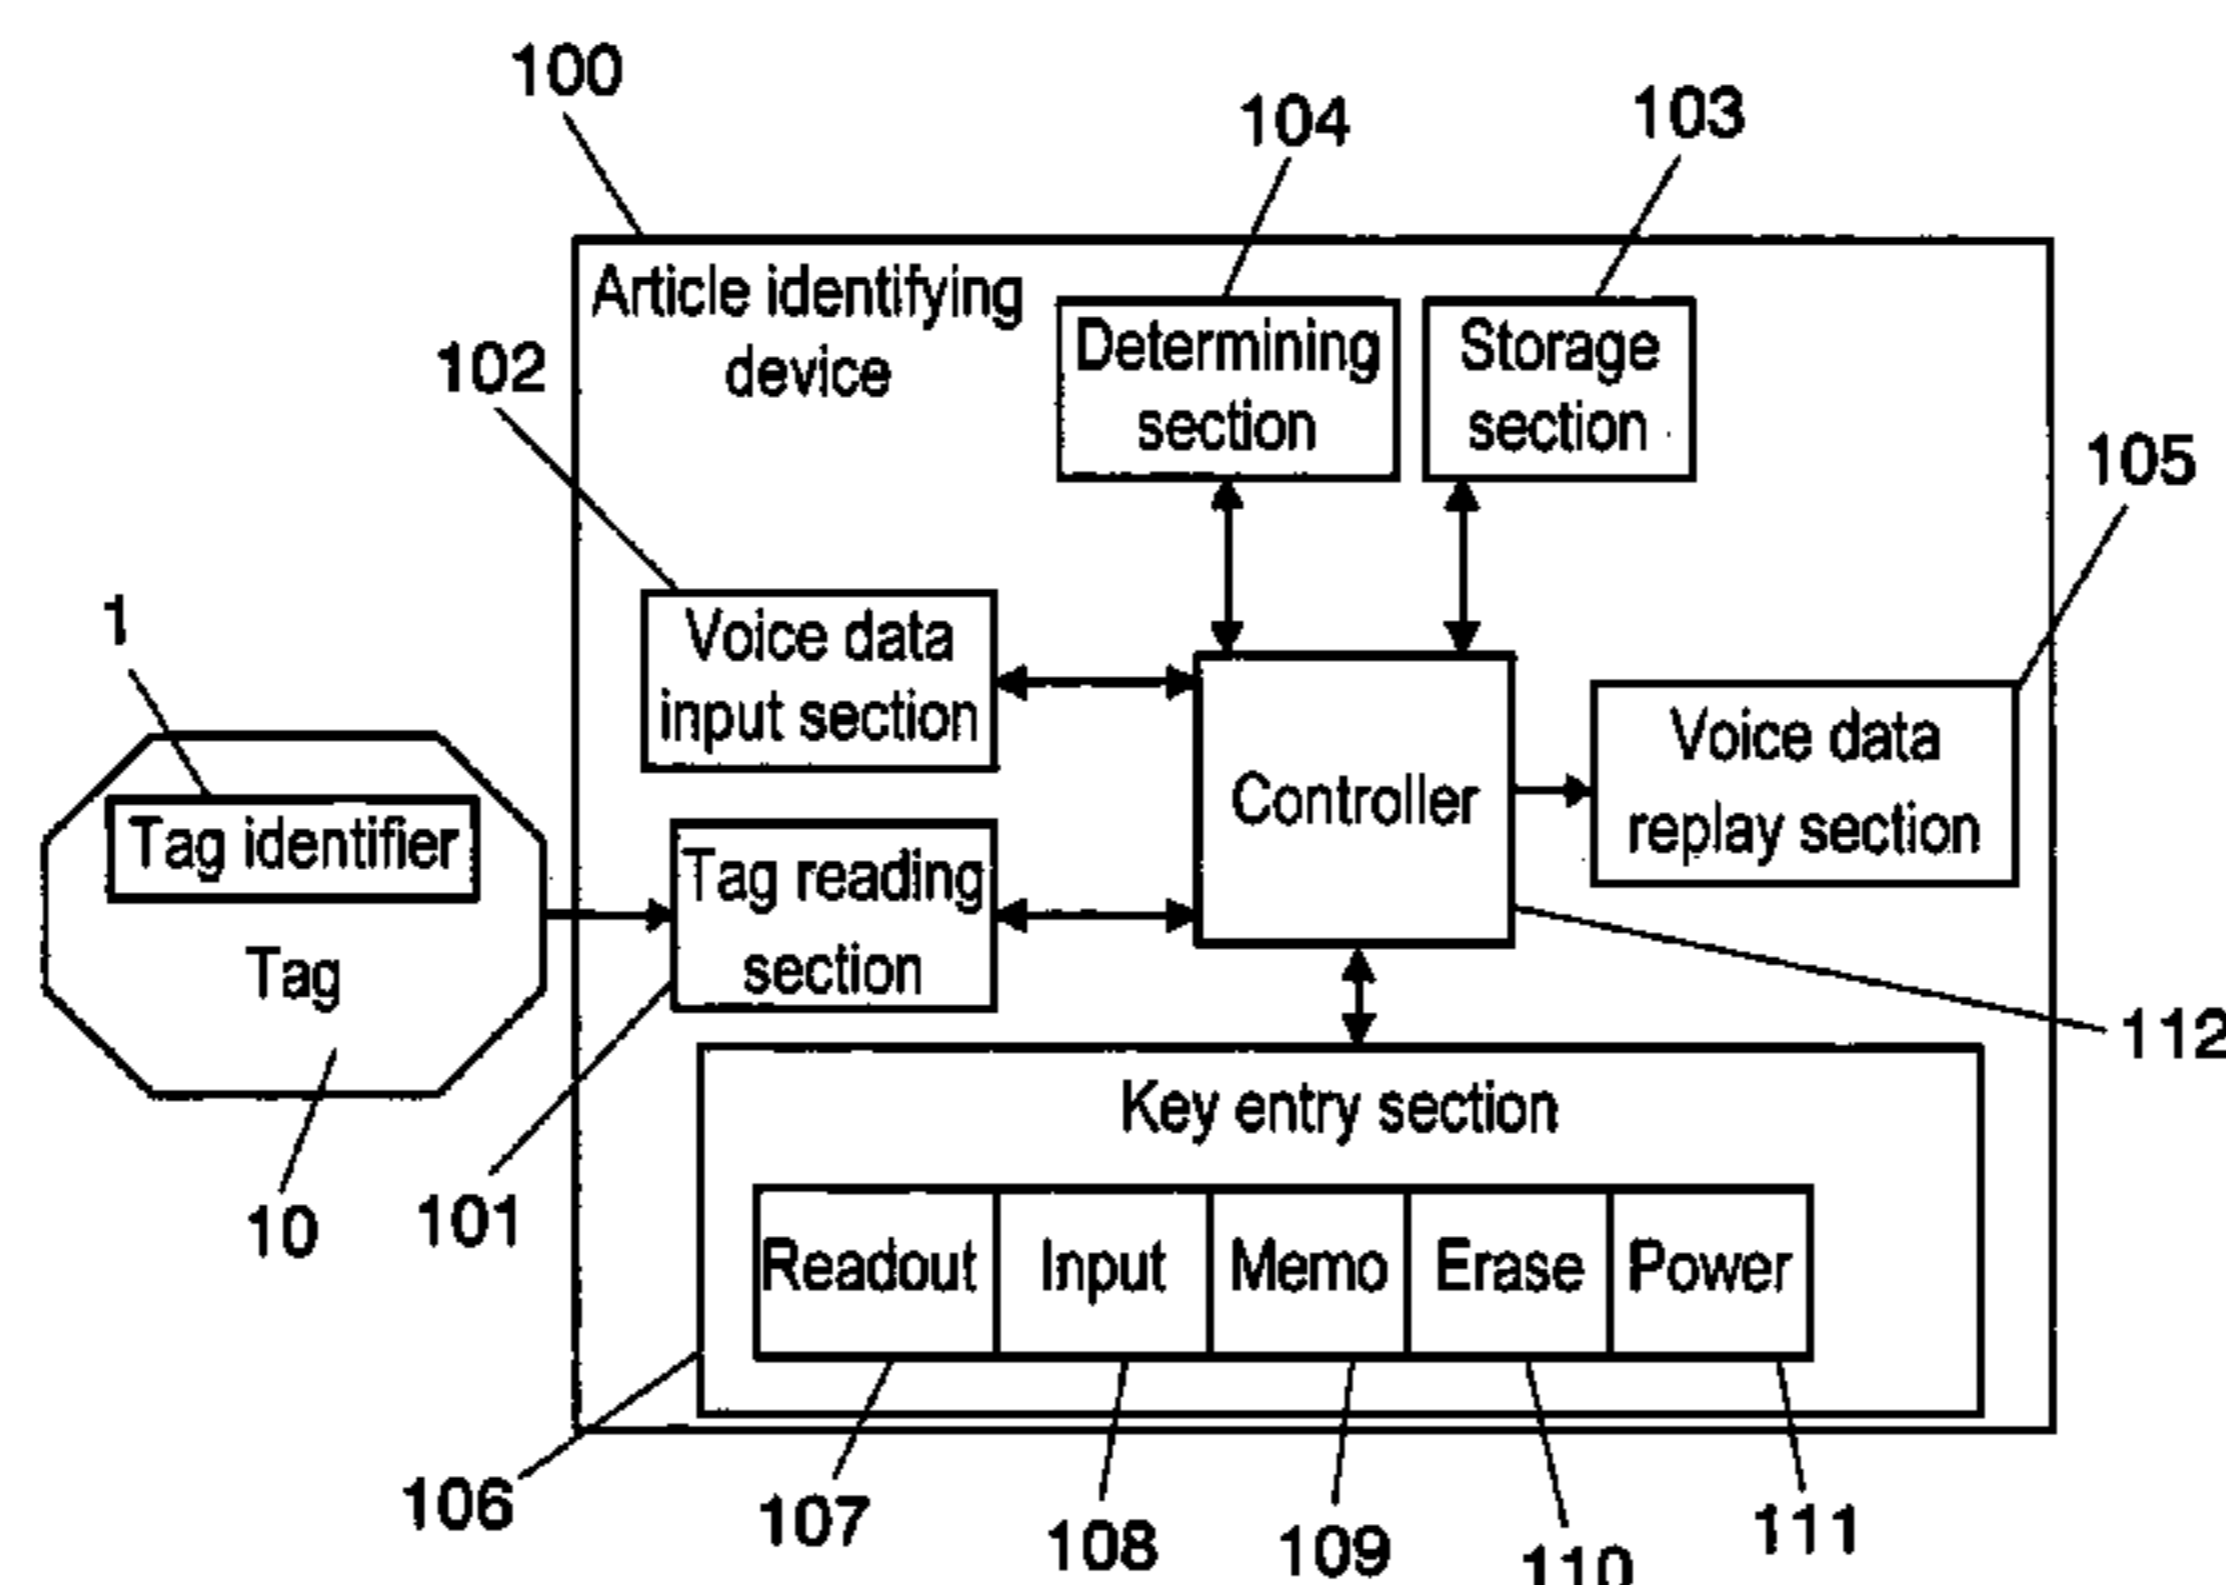 100
104
103
Article identifying
device
Determining
section
Storage
section
102
105
1
Voice data
input section
Voice data
replay section
Controller
Tag identifier
Tag
Tag reading
section
112
10
101
Key entry section
Readout Input Memo Erase Power
106
107
108
109
110
111